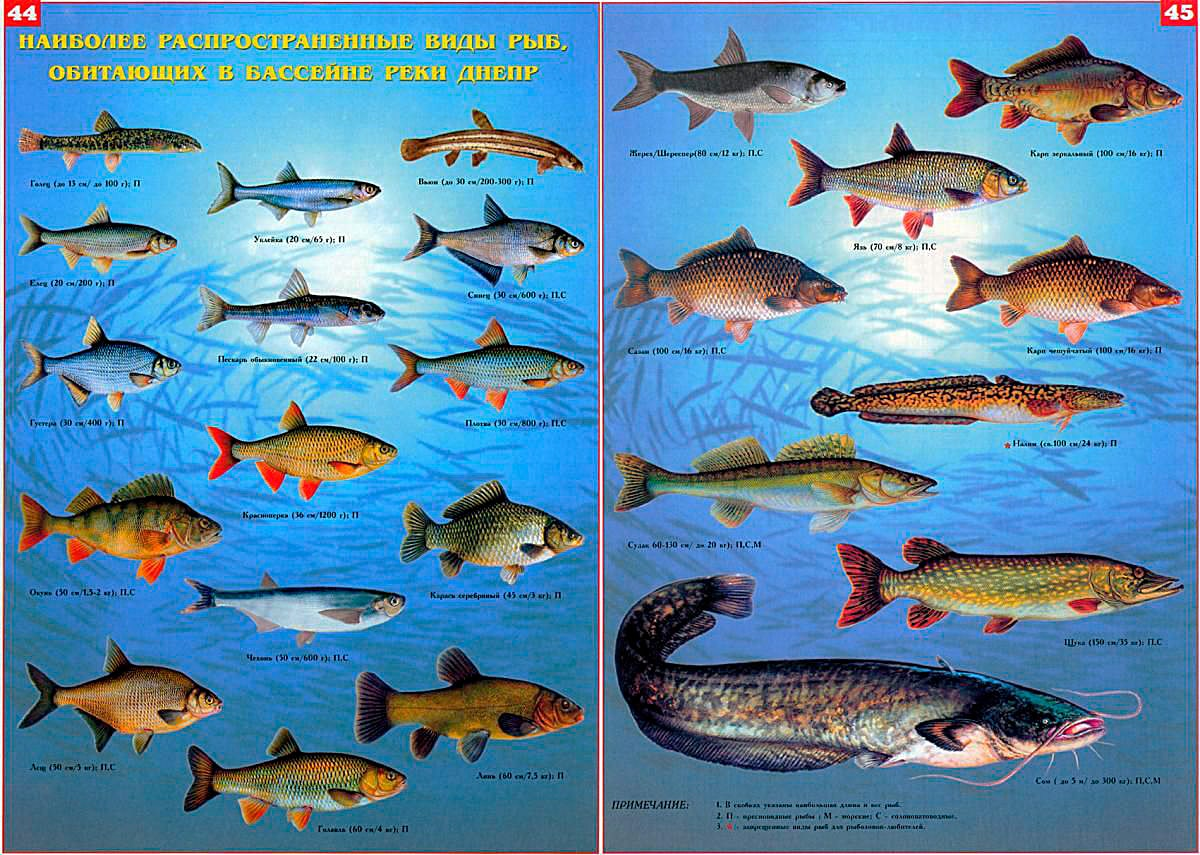 44
НАИБОЛЕЕ РАСПРОСТРАНЕННЫЕ ВИДЫ РЫБ,
ОБИТАЮЩИХ В БАССЕЙНЕ РЕКИ ДНЕПР
Голец (до 15 см/ до 100 г); П
Вьюн (до 30 см/200-300 г); П
Уклейка (20 см/65 г); П
Елец (20 см/200 г); П
Синец (30 см/600 г); П,С
Пескарь обыкновенный (22 см/100 г); П
Густера (30 см/400 г); П
Плотва (30 см/800 г); П,С
Красноперка (36 см/1200 г); П
Окунь (50 см/1,5-2 кг); П,С
Карась серебряный (45 см/3 кг); П
Чехонь (50 см/600 г); П,С
Лещ (50 см/5 кг); П,С
Линь (60 см/7,5 кг); П
Голавль (60 см/4 кг); П
45
Жерех/Шереспер(80 см/12 кг); П,С
Карп зеркальный (100 см/16 кг); П
Язь (70 см/8 кг); П,С
Сазан (100 см/16 кг); П,С
Карп чешуйчатый (100 см/16 кг); П
Налим (св.100 см/24 кг); П
Судак 60-130 см/ до 20 кг); П,С,М
Щука (150 см/35 кг); П,С
Сом ( до 5 м/ до 300 кг); П,С,М
ПРИМЕЧАНИЕ:
1. В скобках указаны наибольшая длина и вес рыб.
2. П - пресноводные рыбы ; М - морские; С - солоноватоводные.
3. - запрещенные виды рыб для рыболовов-любителей.